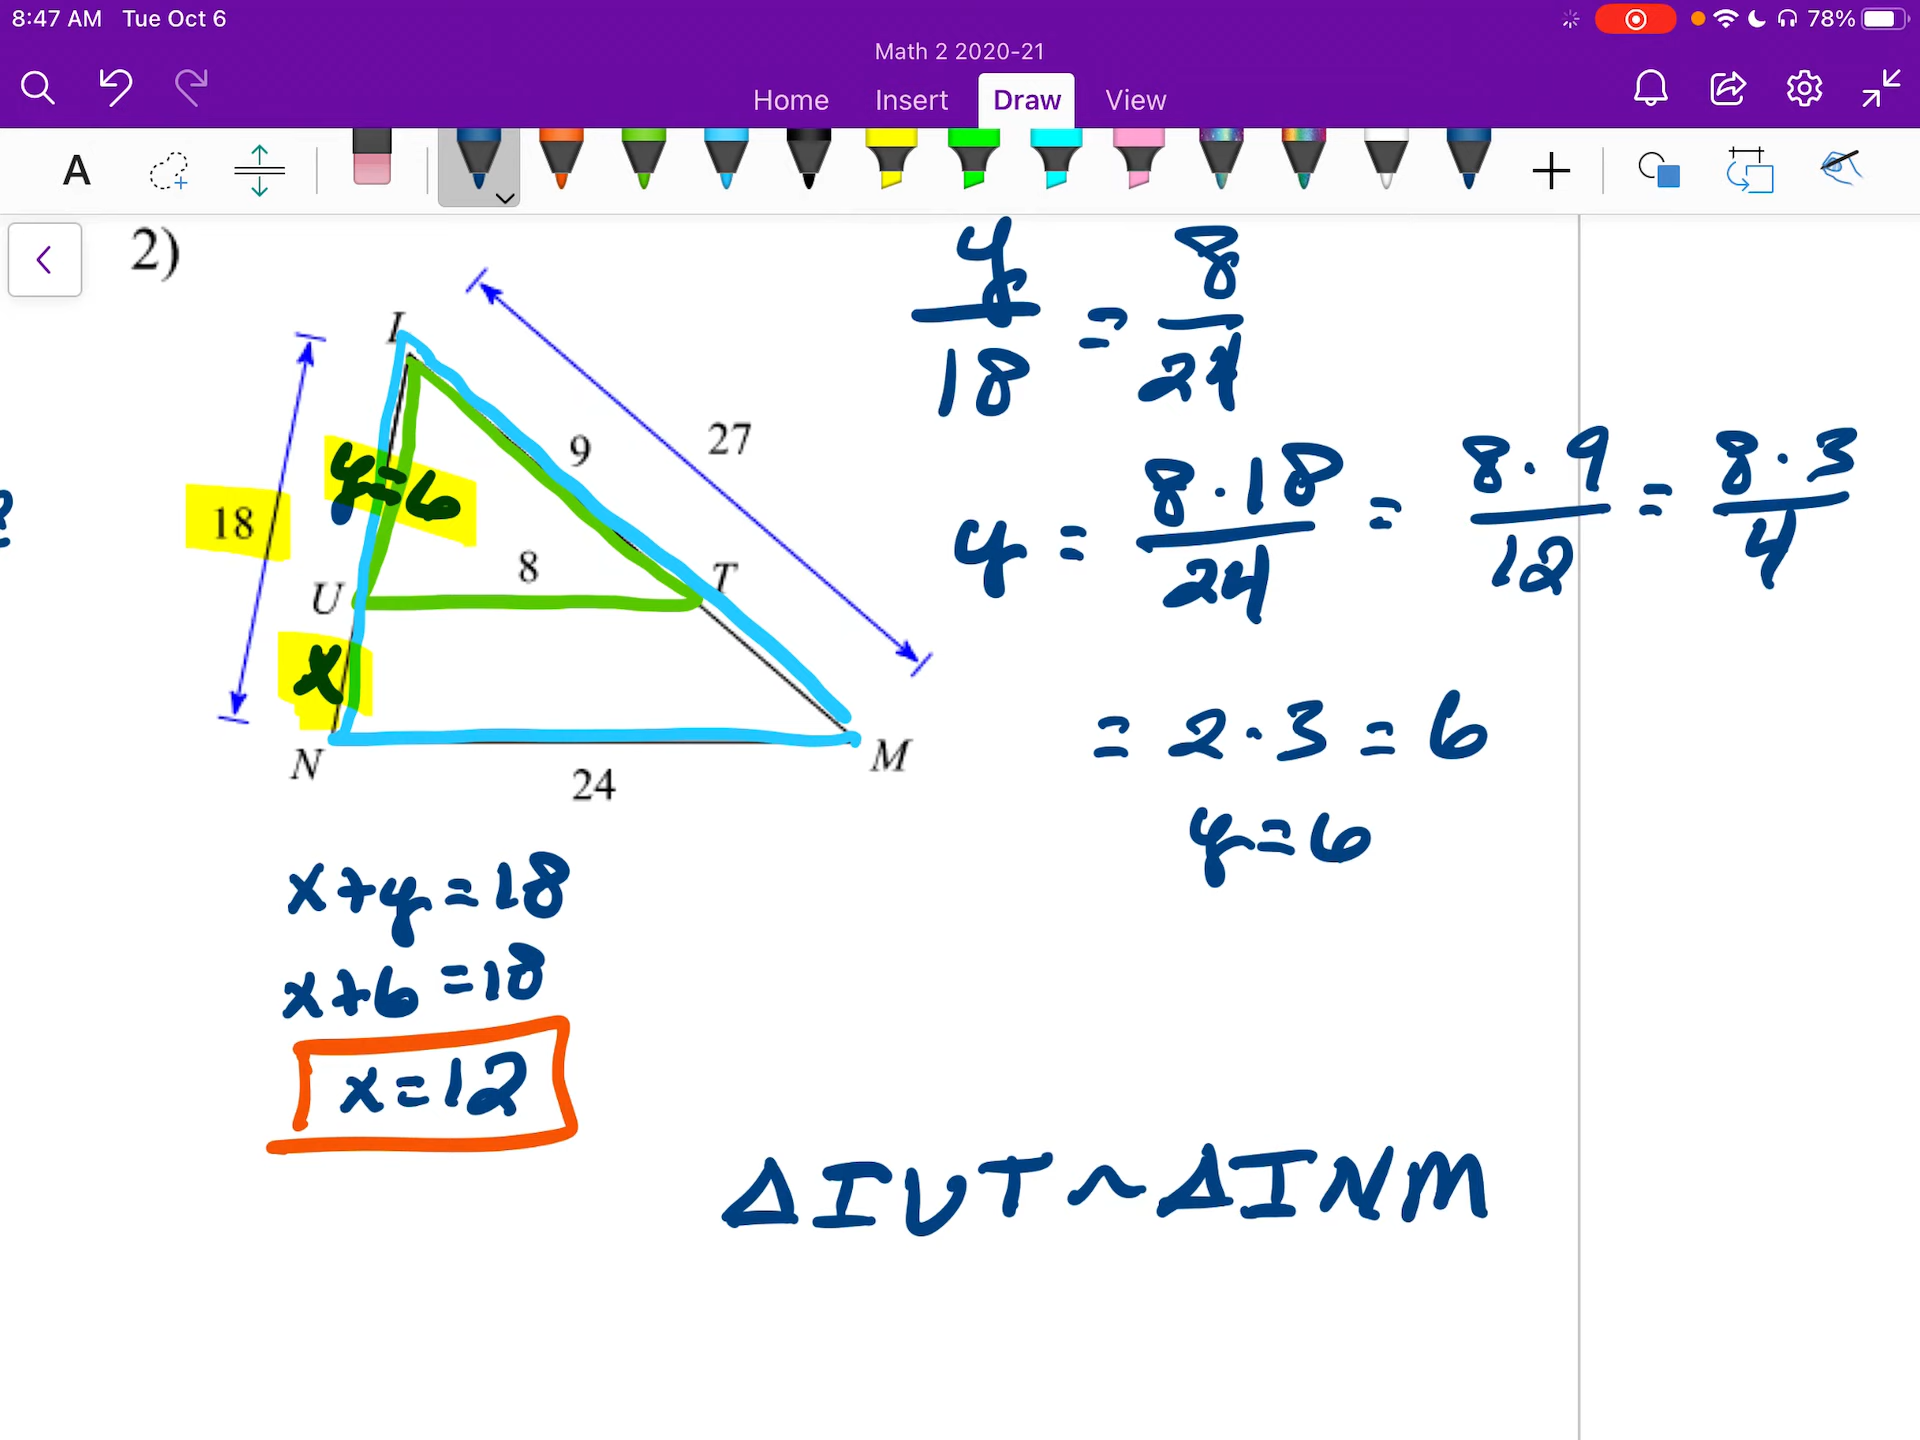 8:47 AM Tue Oct 6
78%
Math 2 2020-21
Home Insert Draw View
A
2)
I
9
27
y=6
18
8
U
T
x
N
M
24
y/18 = 8/24
y = 8·18/24 = 8·9/12 = 8·3/4
= 2·3 = 6
y=6
x+y=18
x+6=18
x=12
ΔIUT~ΔINM